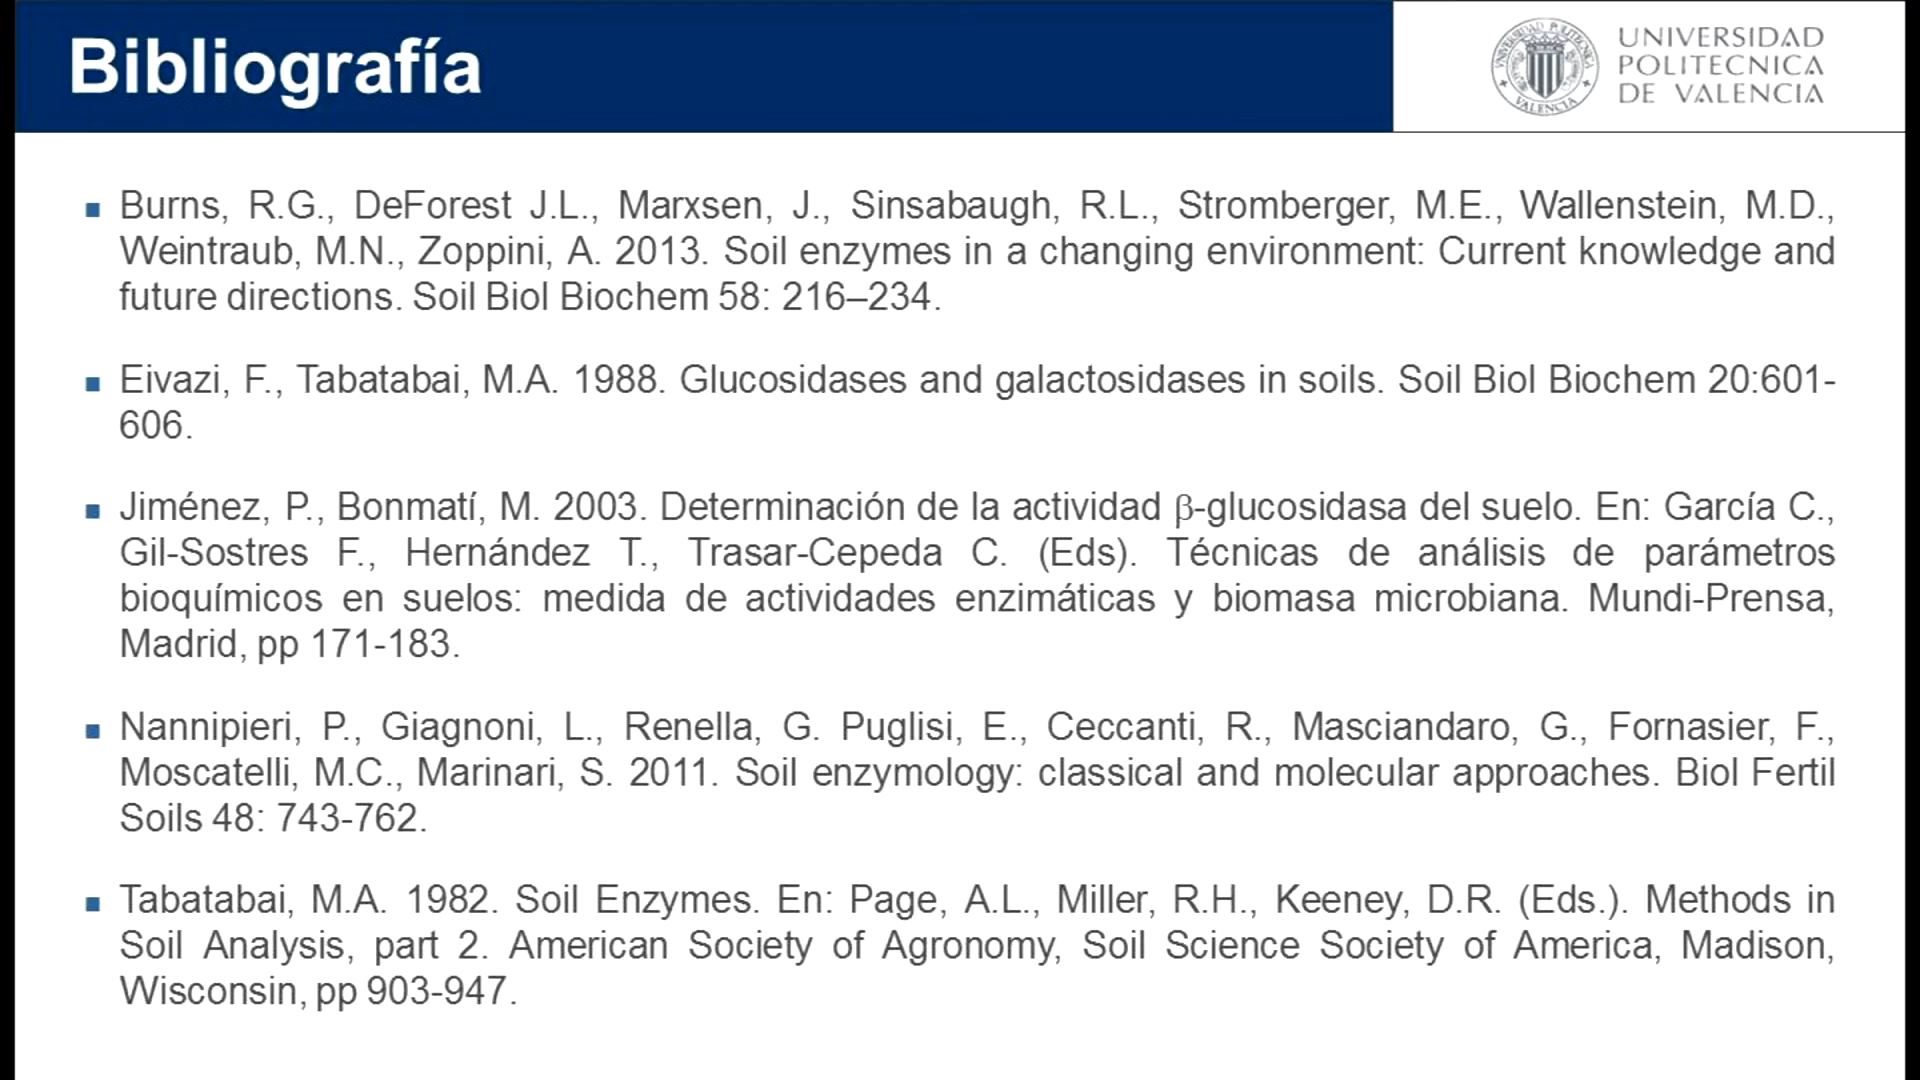 Bibliografía
UNIVERSIDAD
POLITECNICA
DE VALENCIA
Burns, R.G., DeForest J.L., Marxsen, J., Sinsabaugh, R.L., Stromberger, M.E., Wallenstein, M.D.,
Weintraub, M.N., Zoppini, A. 2013. Soil enzymes in a changing environment: Current knowledge and
future directions. Soil Biol Biochem 58: 216–234.
Eivazi, F., Tabatabai, M.A. 1988. Glucosidases and galactosidases in soils. Soil Biol Biochem 20:601-
606.
Jiménez, P., Bonmatí, M. 2003. Determinación de la actividad β-glucosidasa del suelo. En: García C.,
Gil-Sostres F., Hernández T., Trasar-Cepeda C. (Eds). Técnicas de análisis de parámetros
bioquímicos en suelos: medida de actividades enzimáticas y biomasa microbiana. Mundi-Prensa,
Madrid, pp 171-183.
Nannipieri, P., Giagnoni, L., Renella, G. Puglisi, E., Ceccanti, R., Masciandaro, G., Fornasier, F.,
Moscatelli, M.C., Marinari, S. 2011. Soil enzymology: classical and molecular approaches. Biol Fertil
Soils 48: 743-762.
Tabatabai, M.A. 1982. Soil Enzymes. En: Page, A.L., Miller, R.H., Keeney, D.R. (Eds.). Methods in
Soil Analysis, part 2. American Society of Agronomy, Soil Science Society of America, Madison,
Wisconsin, pp 903-947.